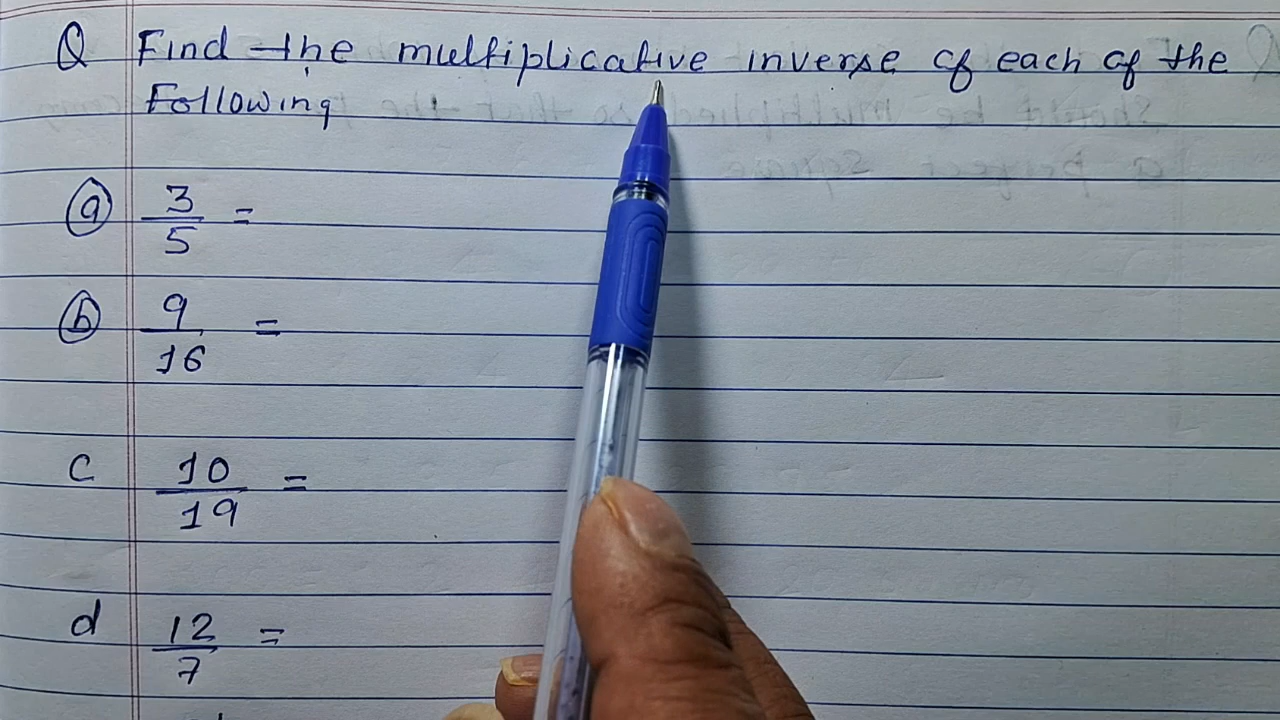 Q Find the multiplicative inverse of each of the
Following
a 3/5 =
b 9/16 =
c 10/19 =
d 12/7 =